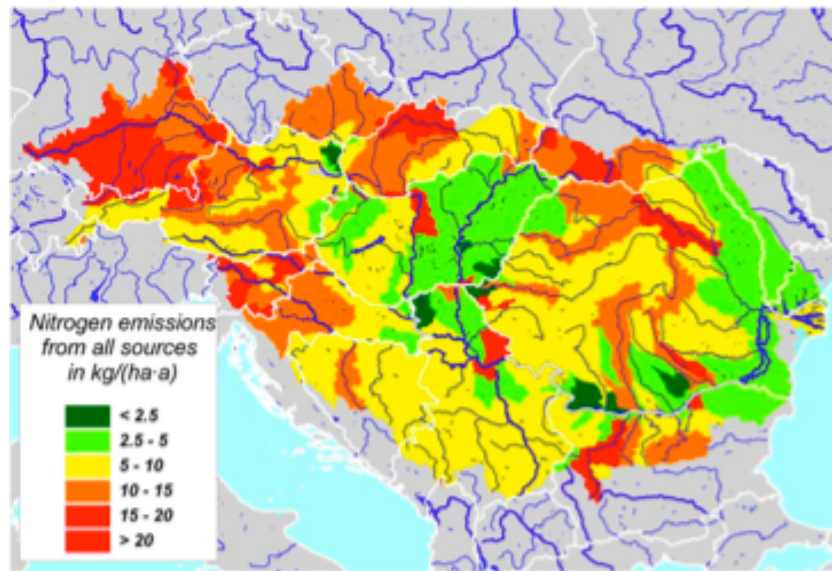 Nitrogen emissions
from all sources
in kg/(ha·a)
< 2.5
2.5 - 5
5 - 10
10 - 15
15 - 20
> 20